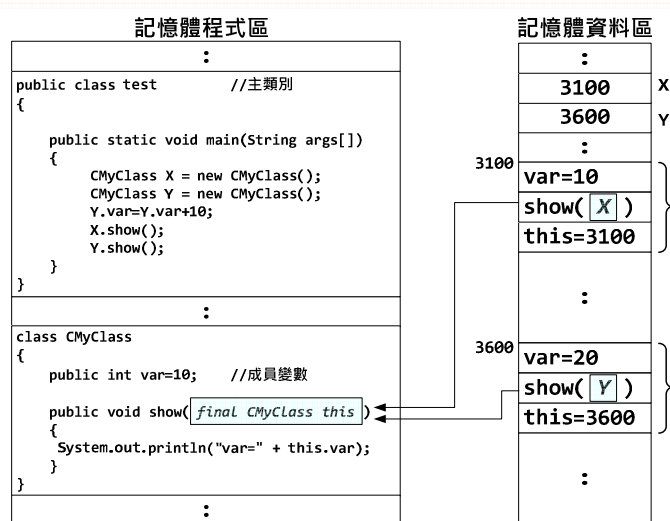 記憶體程式區
:
public class test //主類別
{
public static void main(String args[])
{
CMyClass X = new CMyClass();
CMyClass Y = new CMyClass();
Y.var=Y.var+10;
X.show();
Y.show();
}
}
:
class CMyClass
{
public int var=10; //成員變數
public void show( final CMyClass this )
{
System.out.println("var=" + this.var);
}
}
:
記憶體資料區
:
3100 X
3600 Y
:
3100
var=10
show( X )
this=3100
:
3600
var=20
show( Y )
this=3600
: